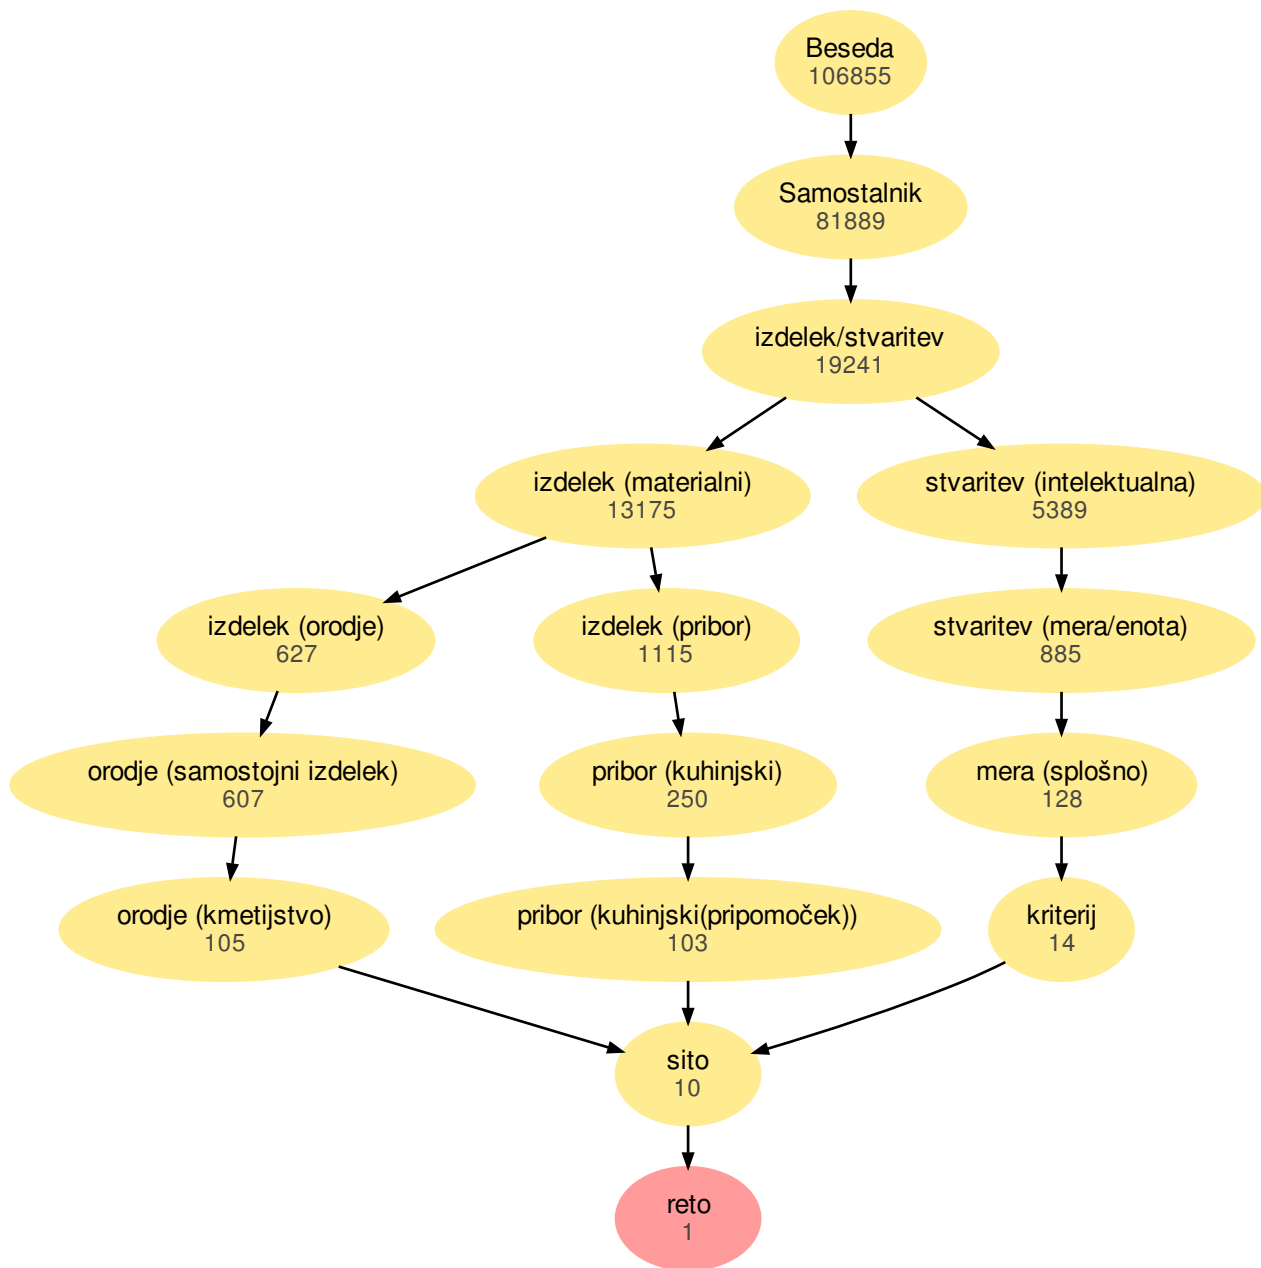 Beseda
106855
Samostalnik
81889
izdelek/stvaritev
19241
izdelek (materialni)
13175
stvaritev (intelektualna)
5389
izdelek (orodje)
627
izdelek (pribor)
1115
stvaritev (mera/enota)
885
orodje (samostojni izdelek)
607
pribor (kuhinjski)
250
mera (splošno)
128
orodje (kmetijstvo)
105
pribor (kuhinjski(pripomoček))
103
kriterij
14
sito
10
reto
1